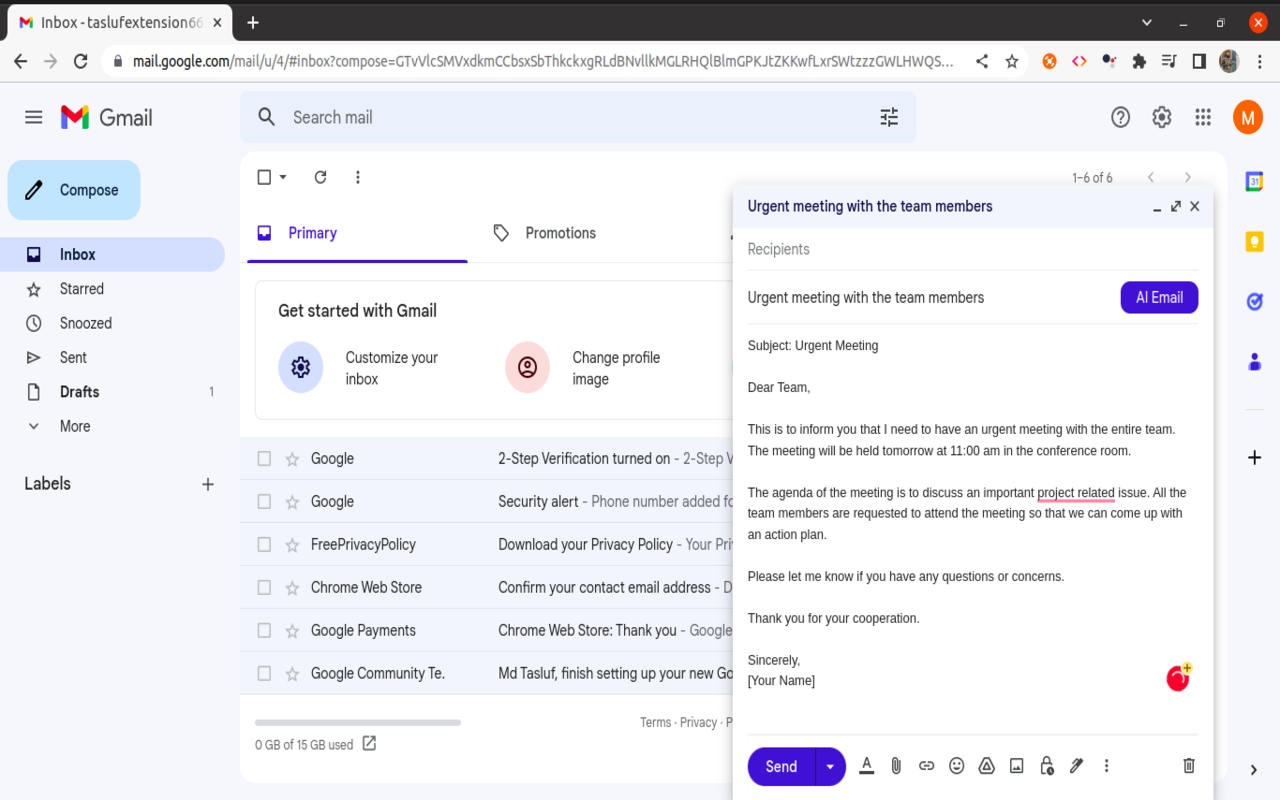 Inbox - taslufextension66
mail.google.com/mail/u/4/#inbox?compose=GTvVlcSMVxdkmCCbsxSbThkckxgRLdBNvllkMGLRHQlBlmGPKJtZKKwfLxrSWtzzzGWLHWQS...
Gmail
Search mail
M
Compose
Inbox
Starred
Snoozed
Sent
Drafts 1
More
Labels
1–6 of 6
Primary
Promotions
Get started with Gmail
Customize your
inbox
Change profile
image
Google 2-Step Verification turned on - 2-Step V
Google Security alert - Phone number added fo
FreePrivacyPolicy Download your Privacy Policy - Your Pri
Chrome Web Store Confirm your contact email address - D
Google Payments Chrome Web Store: Thank you - Google
Google Community Te. Md Tasluf, finish setting up your new Go
0 GB of 15 GB used
Terms · Privacy · P
Urgent meeting with the team members
Recipients
Urgent meeting with the team members
AI Email
Subject: Urgent Meeting
Dear Team,
This is to inform you that I need to have an urgent meeting with the entire team.
The meeting will be held tomorrow at 11:00 am in the conference room.
The agenda of the meeting is to discuss an important project related issue. All the
team members are requested to attend the meeting so that we can come up with
an action plan.
Please let me know if you have any questions or concerns.
Thank you for your cooperation.
Sincerely,
[Your Name]
Send
31